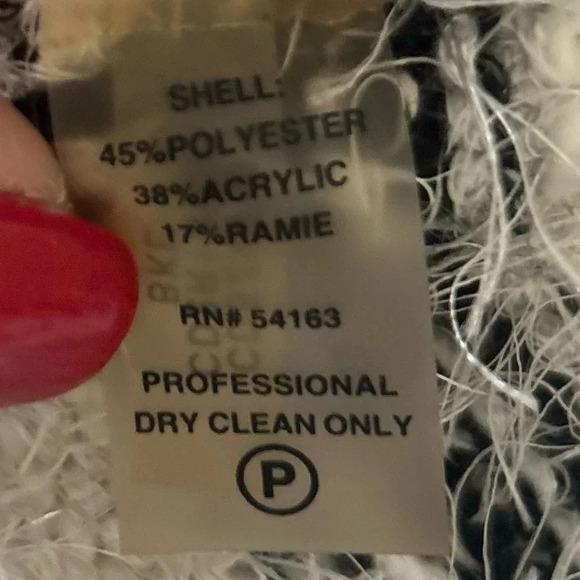 SHELL:
45%POLYESTER
38%ACRYLIC
17%RAMIE
RN# 54163
PROFESSIONAL
DRY CLEAN ONLY
P